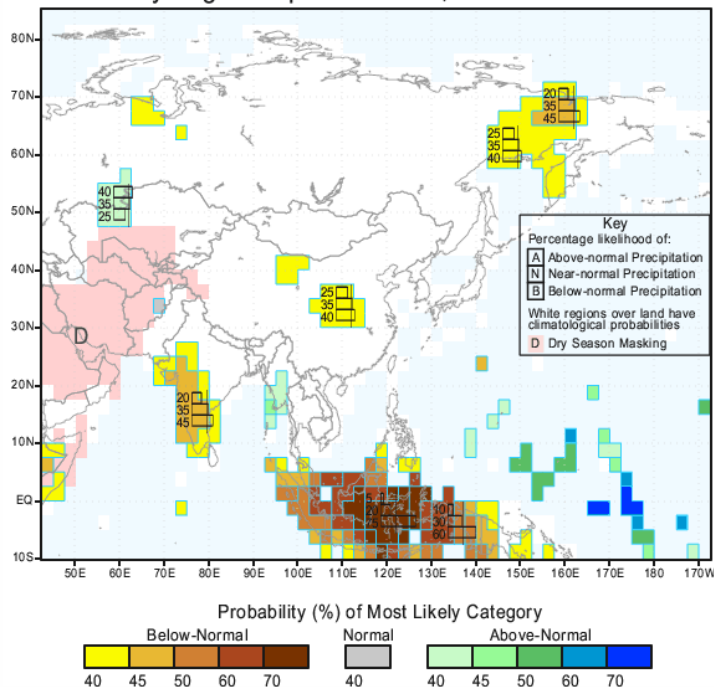 80N
70N
60N
50N
40N
30N
20N
10N
EQ
10S
50E 60E 70E 80E 90E 100E 110E 120E 130E 140E 150E 160E 170E 180 170W
20
35
45
25
35
40
40
35
25
25
35
40
20
35
45
5
20
75
10
30
60
D
Key
Percentage likelihood of:
A Above-normal Precipitation
N Near-normal Precipitation
B Below-normal Precipitation
White regions over land have
climatological probabilities
D Dry Season Masking
Probability (%) of Most Likely Category
Below-Normal Normal Above-Normal
40 45 50 60 70 40 40 45 50 60 70